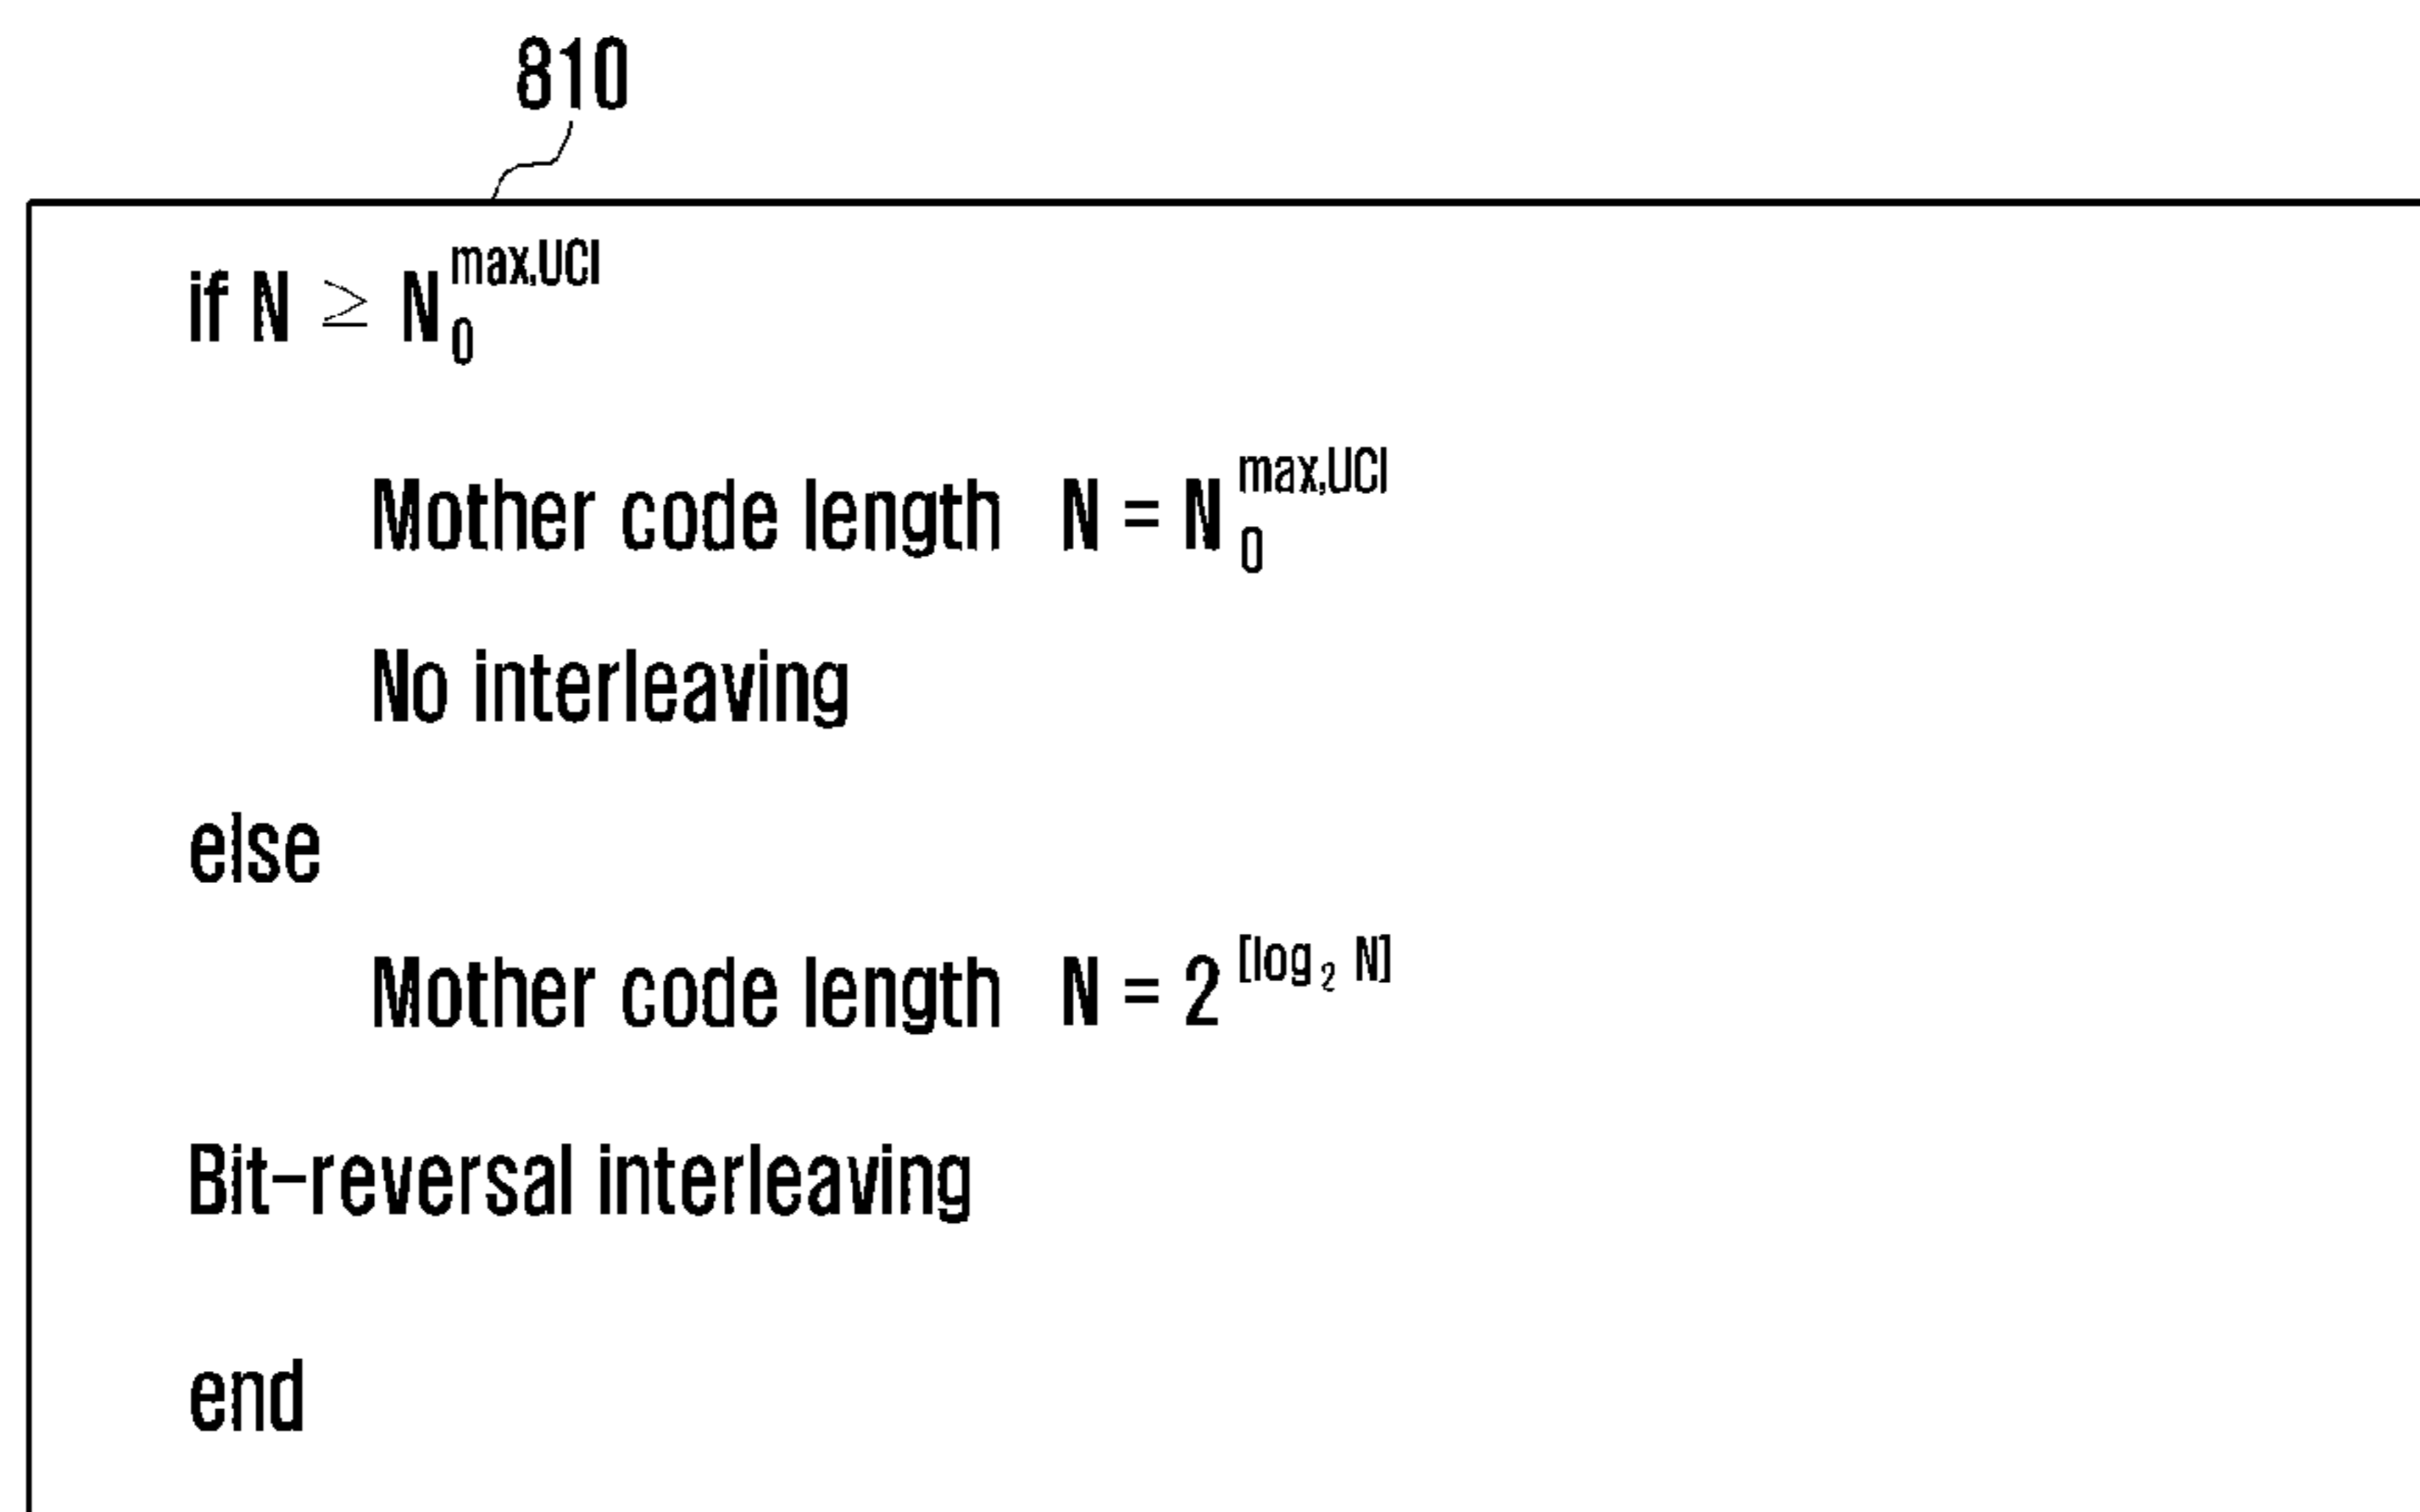 810
if N ≥ N₀^max,UCI
Mother code length N = N₀^max,UCI
No interleaving
else
Mother code length N = 2^[log₂ N]
Bit-reversal interleaving
end